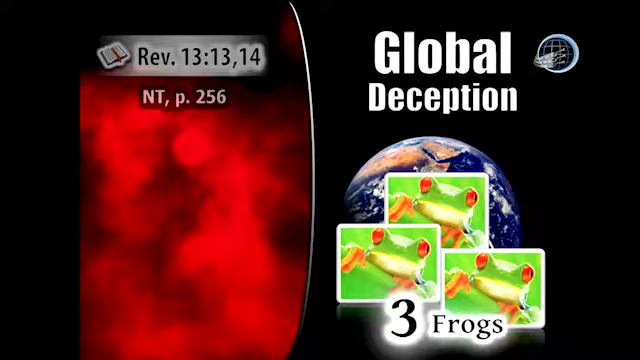 Rev. 13:13,14
NT, p. 256
Global
Deception
3 Frogs